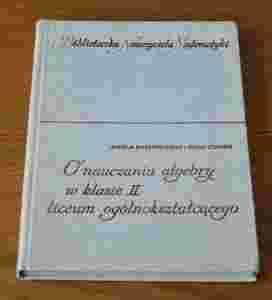 Biblioteczka Nauczyciela Matematyki
O nauczaniu algebry
w klasie II
liceum ogólnokształcącego